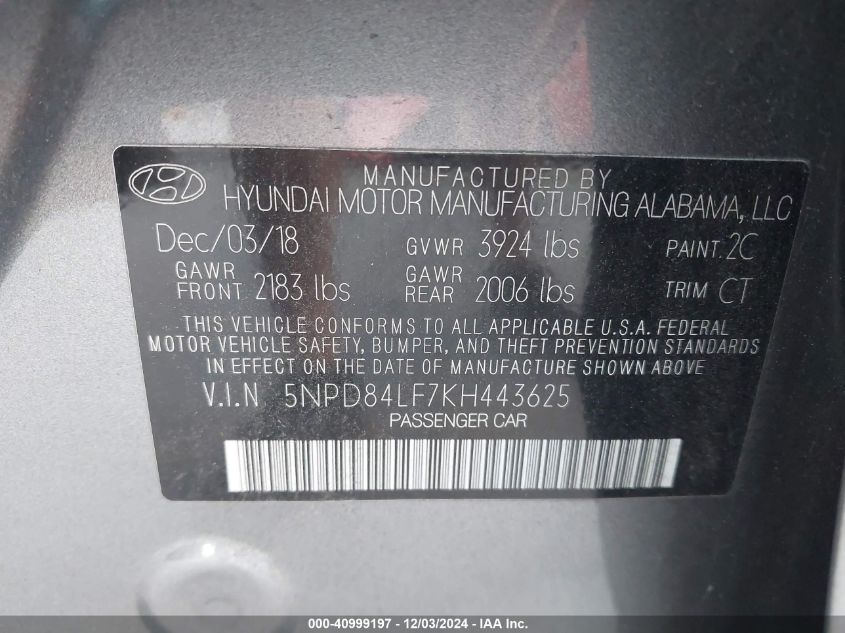 MANUFACTURED BY
HYUNDAI MOTOR MANUFACTURING ALABAMA, LLC
Dec/03/18 GVWR 3924 lbs PAINT. 2C
GAWR FRONT 2183 lbs GAWR REAR 2006 lbs TRIM CT
THIS VEHICLE CONFORMS TO ALL APPLICABLE U.S.A. FEDERAL
MOTOR VEHICLE SAFETY, BUMPER, AND THEFT PREVENTION STANDARDS
IN EFFECT ON THE DATE OF MANUFACTURE SHOWN ABOVE
V.I.N 5NPD84LF7KH443625
PASSENGER CAR
000-40999197 - 12/03/2024 - IAA Inc.